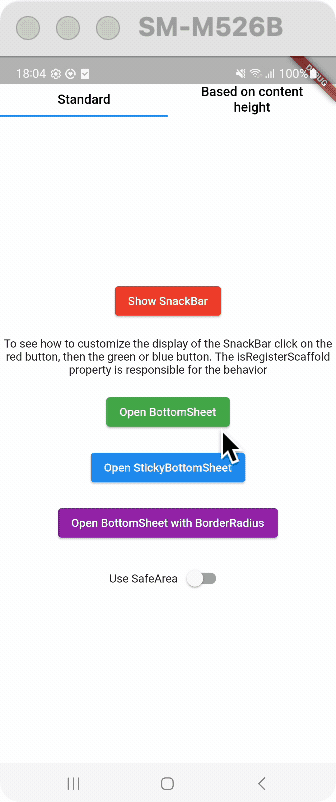 SM-M526B
18:04
100%
DEBUG
Standard
Based on content
height
Show SnackBar
To see how to customize the display of the SnackBar click on the
red button, then the green or blue button. The isRegisterScaffold
property is responsible for the behavior
Open BottomSheet
Open StickyBottomSheet
Open BottomSheet with BorderRadius
Use SafeArea